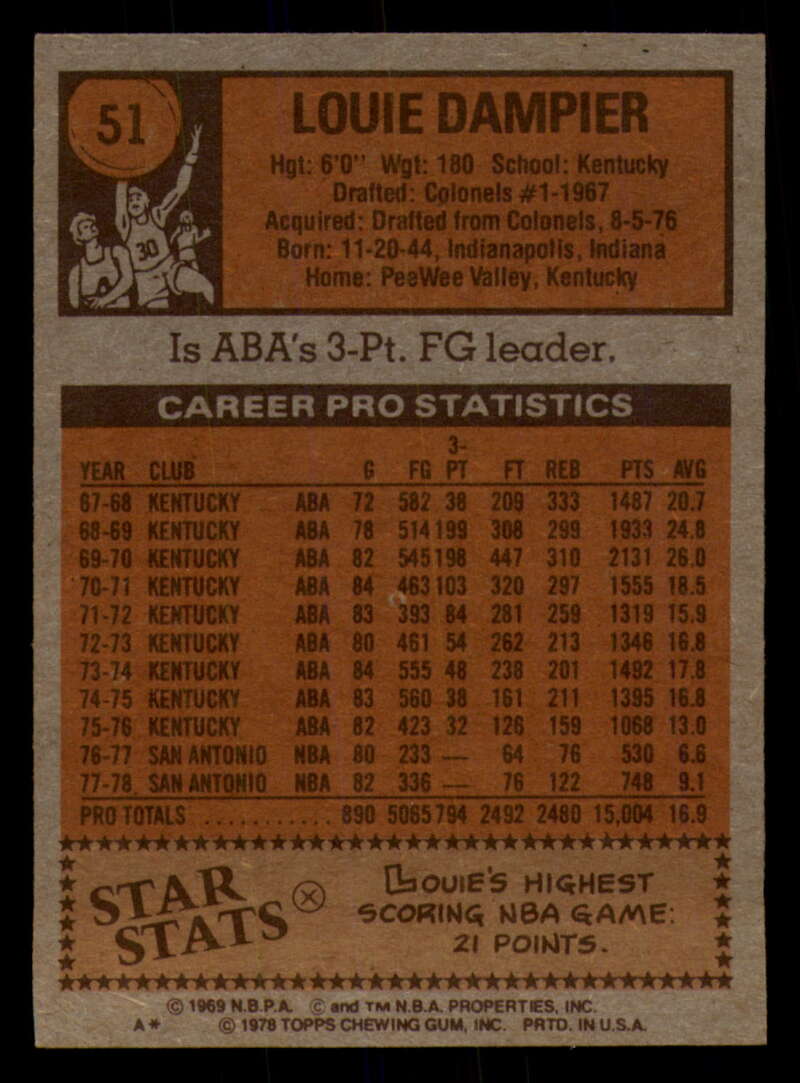 51
LOUIE DAMPIER
Hgt: 6'0" Wgt: 180 School: Kentucky
Drafted: Colonels #1-1967
Acquired: Drafted from Colonels, 8-5-76
Born: 11-20-44, Indianapolis, Indiana
Home: PeeWee Valley, Kentucky
30
Is ABA's 3-Pt. FG leader.
CAREER PRO STATISTICS
3-
YEAR CLUB G FG PT FT REB PTS AVG
67-68 KENTUCKY ABA 72 582 38 209 333 1487 20.7
68-69 KENTUCKY ABA 78 514 199 308 299 1933 24.8
69-70 KENTUCKY ABA 82 545 198 447 310 2131 26.0
70-71 KENTUCKY ABA 84 463 103 320 297 1555 18.5
71-72 KENTUCKY ABA 83 393 84 281 259 1319 15.9
72-73 KENTUCKY ABA 80 461 54 262 213 1346 16.8
73-74 KENTUCKY ABA 84 555 48 238 201 1492 17.8
74-75 KENTUCKY ABA 83 560 38 161 211 1395 16.8
75-76 KENTUCKY ABA 82 423 32 126 159 1068 13.0
76-77 SAN ANTONIO NBA 80 233 — 64 76 530 6.6
77-78 SAN ANTONIO NBA 82 336 — 76 122 748 9.1
PRO TOTALS ........... 890 5065 794 2492 2480 15,004 16.9
STAR STATS
LOUIE'S HIGHEST
SCORING NBA GAME:
21 POINTS.
© 1969 N.B.P.A. © and TM N.B.A. PROPERTIES, INC.
A* © 1978 TOPPS CHEWING GUM, INC. PRTD. IN U.S.A.